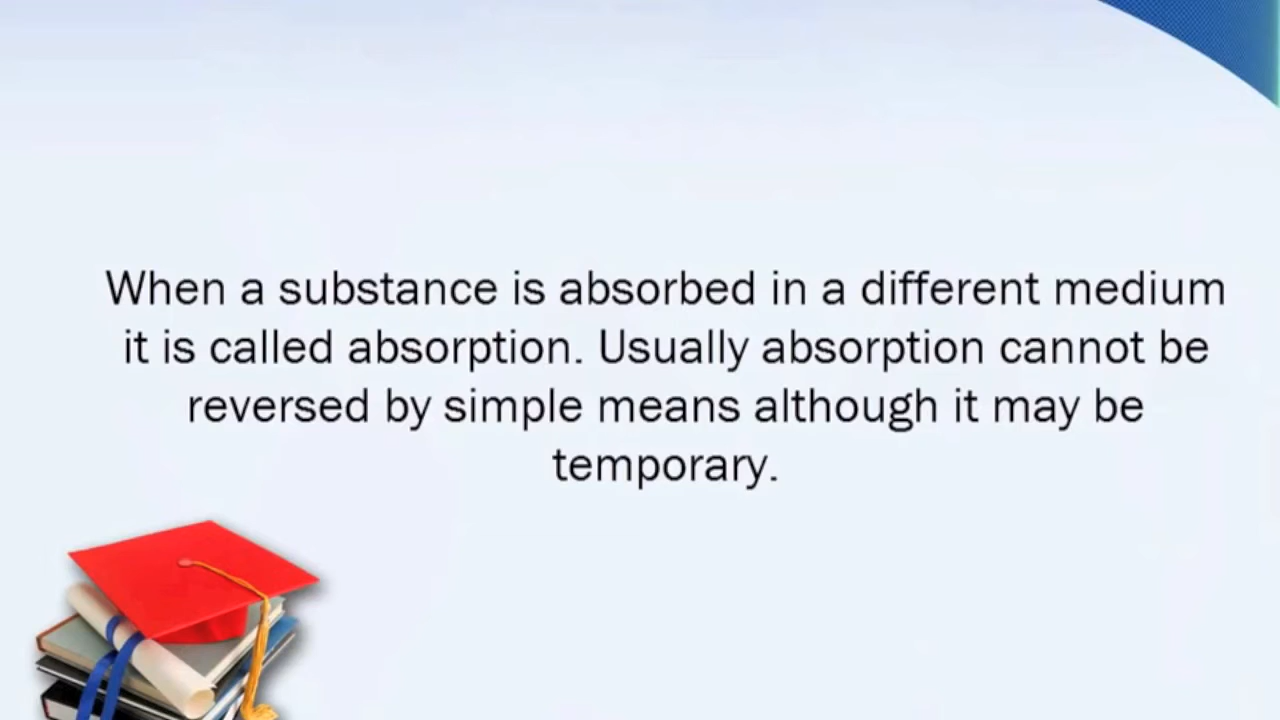 When a substance is absorbed in a different medium
it is called absorption. Usually absorption cannot be
reversed by simple means although it may be
temporary.